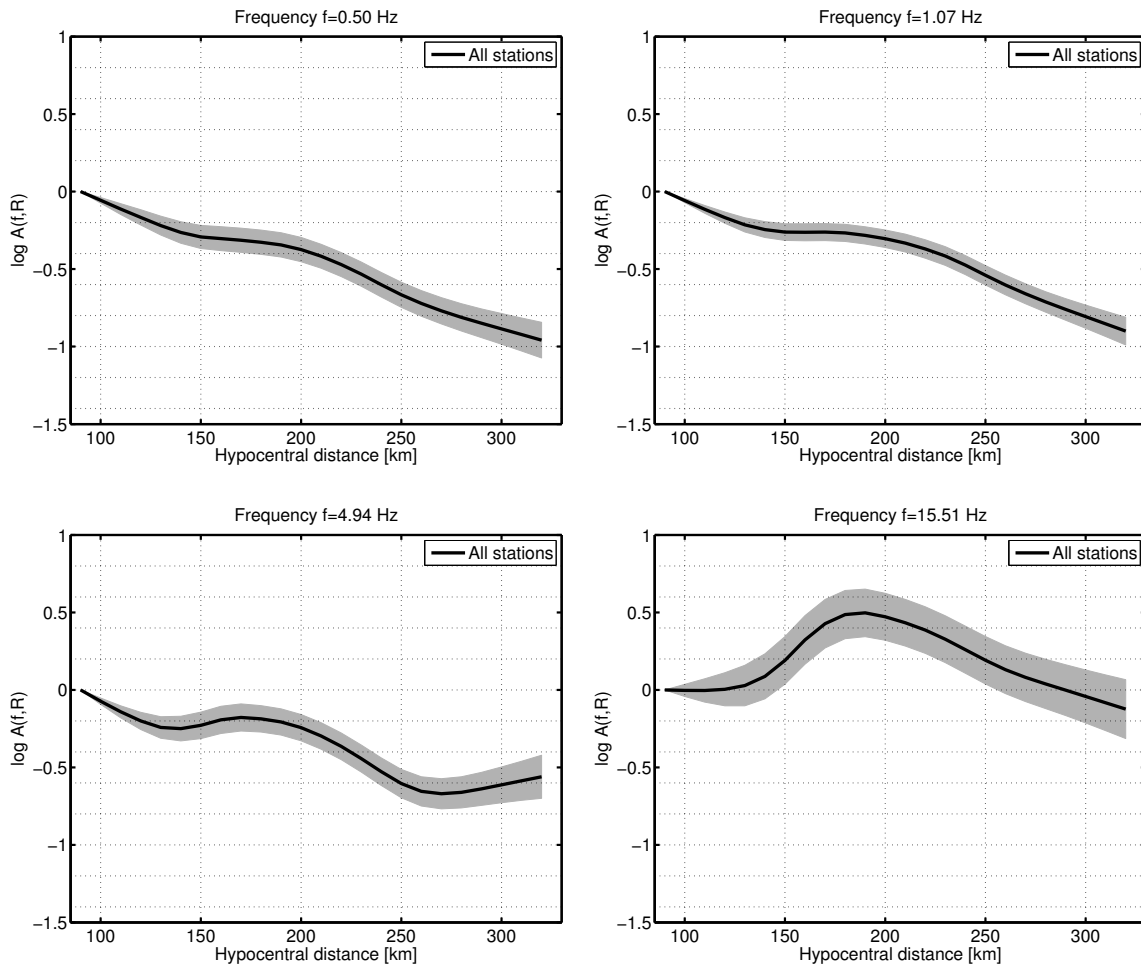 Frequency f=0.50 Hz
1
0.5
0
−0.5
−1
−1.5
log A(f,R)
All stations
100 150 200 250 300
Hypocentral distance [km]
Frequency f=1.07 Hz
1
0.5
0
−0.5
−1
−1.5
log A(f,R)
All stations
100 150 200 250 300
Hypocentral distance [km]
Frequency f=4.94 Hz
1
0.5
0
−0.5
−1
−1.5
log A(f,R)
All stations
100 150 200 250 300
Hypocentral distance [km]
Frequency f=15.51 Hz
1
0.5
0
−0.5
−1
−1.5
log A(f,R)
All stations
100 150 200 250 300
Hypocentral distance [km]